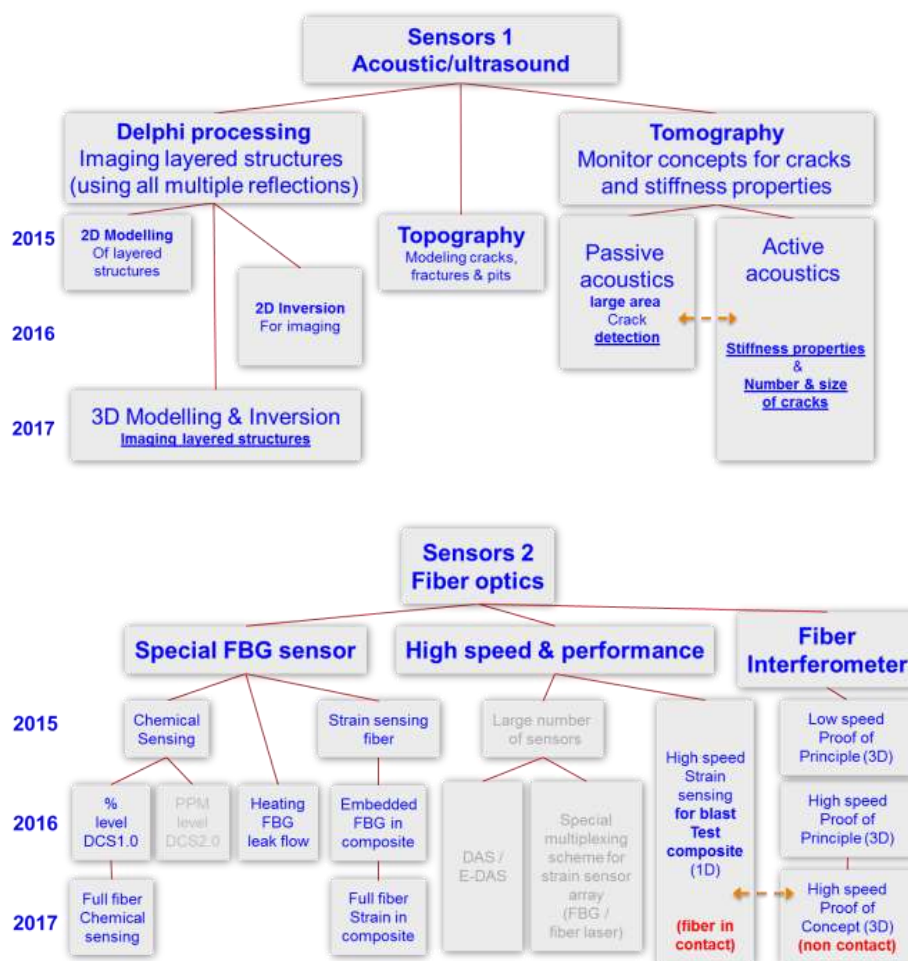 Sensors 1
Acoustic/ultrasound
Delphi processing
Imaging layered structures
(using all multiple reflections)
Tomography
Monitor concepts for cracks
and stiffness properties
2015
2D Modelling
Of layered
structures
Topography
Modeling cracks,
fractures & pits
Passive
acoustics
large area
Crack
detection
Active
acoustics
Stiffness properties
&
Number & size
of cracks
2016
2D Inversion
For imaging
2017
3D Modelling & Inversion
Imaging layered structures
Sensors 2
Fiber optics
Special FBG sensor
High speed & performance
Fiber
Interferometer
2015
Chemical
Sensing
Strain sensing
fiber
Large number
of sensors
High speed
Strain
sensing
for blast
Test
composite
(1D)
(fiber in
contact)
Low speed
Proof of
Principle (3D)
2016
%
level
DCS1.0
PPM
level
DCS2.0
Heating
FBG
leak flow
Embedded
FBG in
composite
DAS /
E-DAS
Special
multiplexing
scheme for
strain sensor
array
(FBG /
fiber laser)
High speed
Proof of
Principle (3D)
2017
Full fiber
Chemical
sensing
Full fiber
Strain in
composite
High speed
Proof of
Concept (3D)
(non contact)